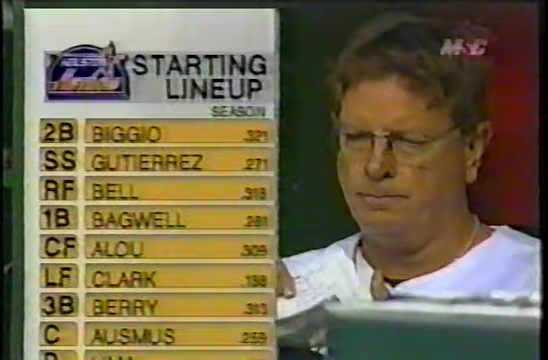 HOUSTON
STARTING
LINEUP
SEASON
2B BIGGIO .321
SS GUTIERREZ .271
RF BELL .318
1B BAGWELL .281
CF ALOU .309
LF CLARK .188
3B BERRY .313
C AUSMUS .259